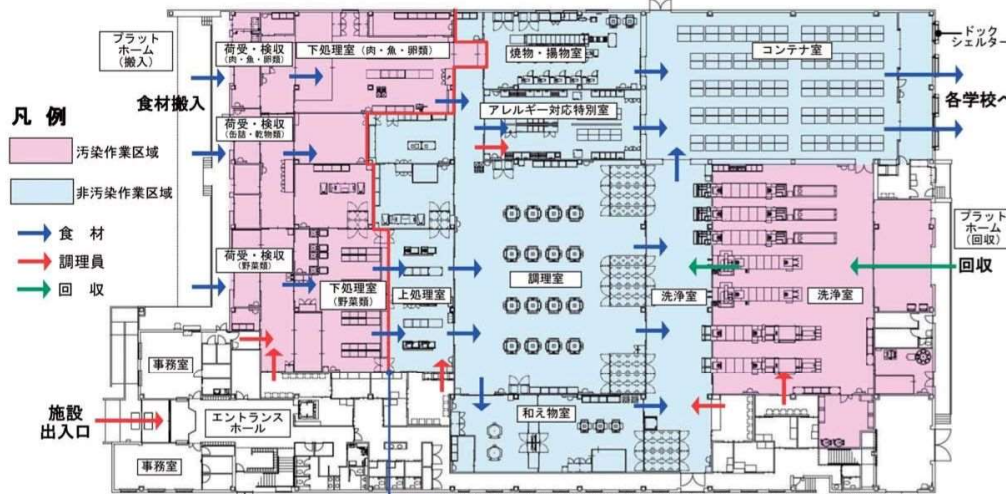 プラット
ホーム
(搬入)
荷受・検収
(肉・魚・卵類)
下処理室(肉・魚・卵類)
焼物・揚物室
コンテナ室
ドック
シェルター
食材搬入
各学校へ
凡例
汚染作業区域
非汚染作業区域
食材
調理員
回収
荷受・検収
(缶詰・乾物類)
アレルギー対応特別室
荷受・検収
(野菜類)
下処理室
(野菜類)
上処理室
調理室
洗浄室
洗浄室
プラット
ホーム
(回収)
回収
事務室
施設
出入口
エントランス
ホール
事務室
和え物室